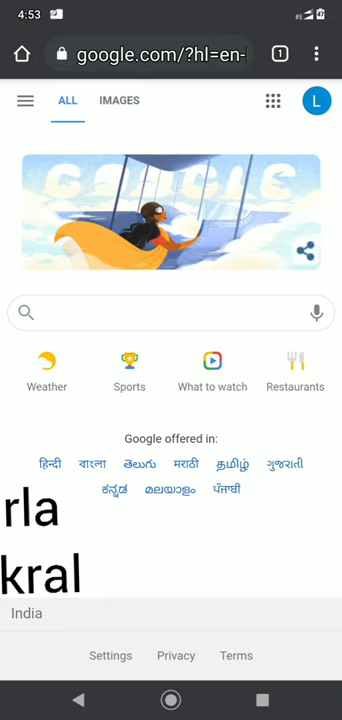 4:53
google.com/?hl=en-
1
ALL IMAGES
L
GOOGLE
Weather Sports What to watch Restaurants
Google offered in:
हिन्दी বাংলা తెలుగు मराठी தமிழ் ગુજરાતી
ಕನ್ನಡ മലയാളം ਪੰਜਾਬੀ
rla
kral
India
Settings Privacy Terms